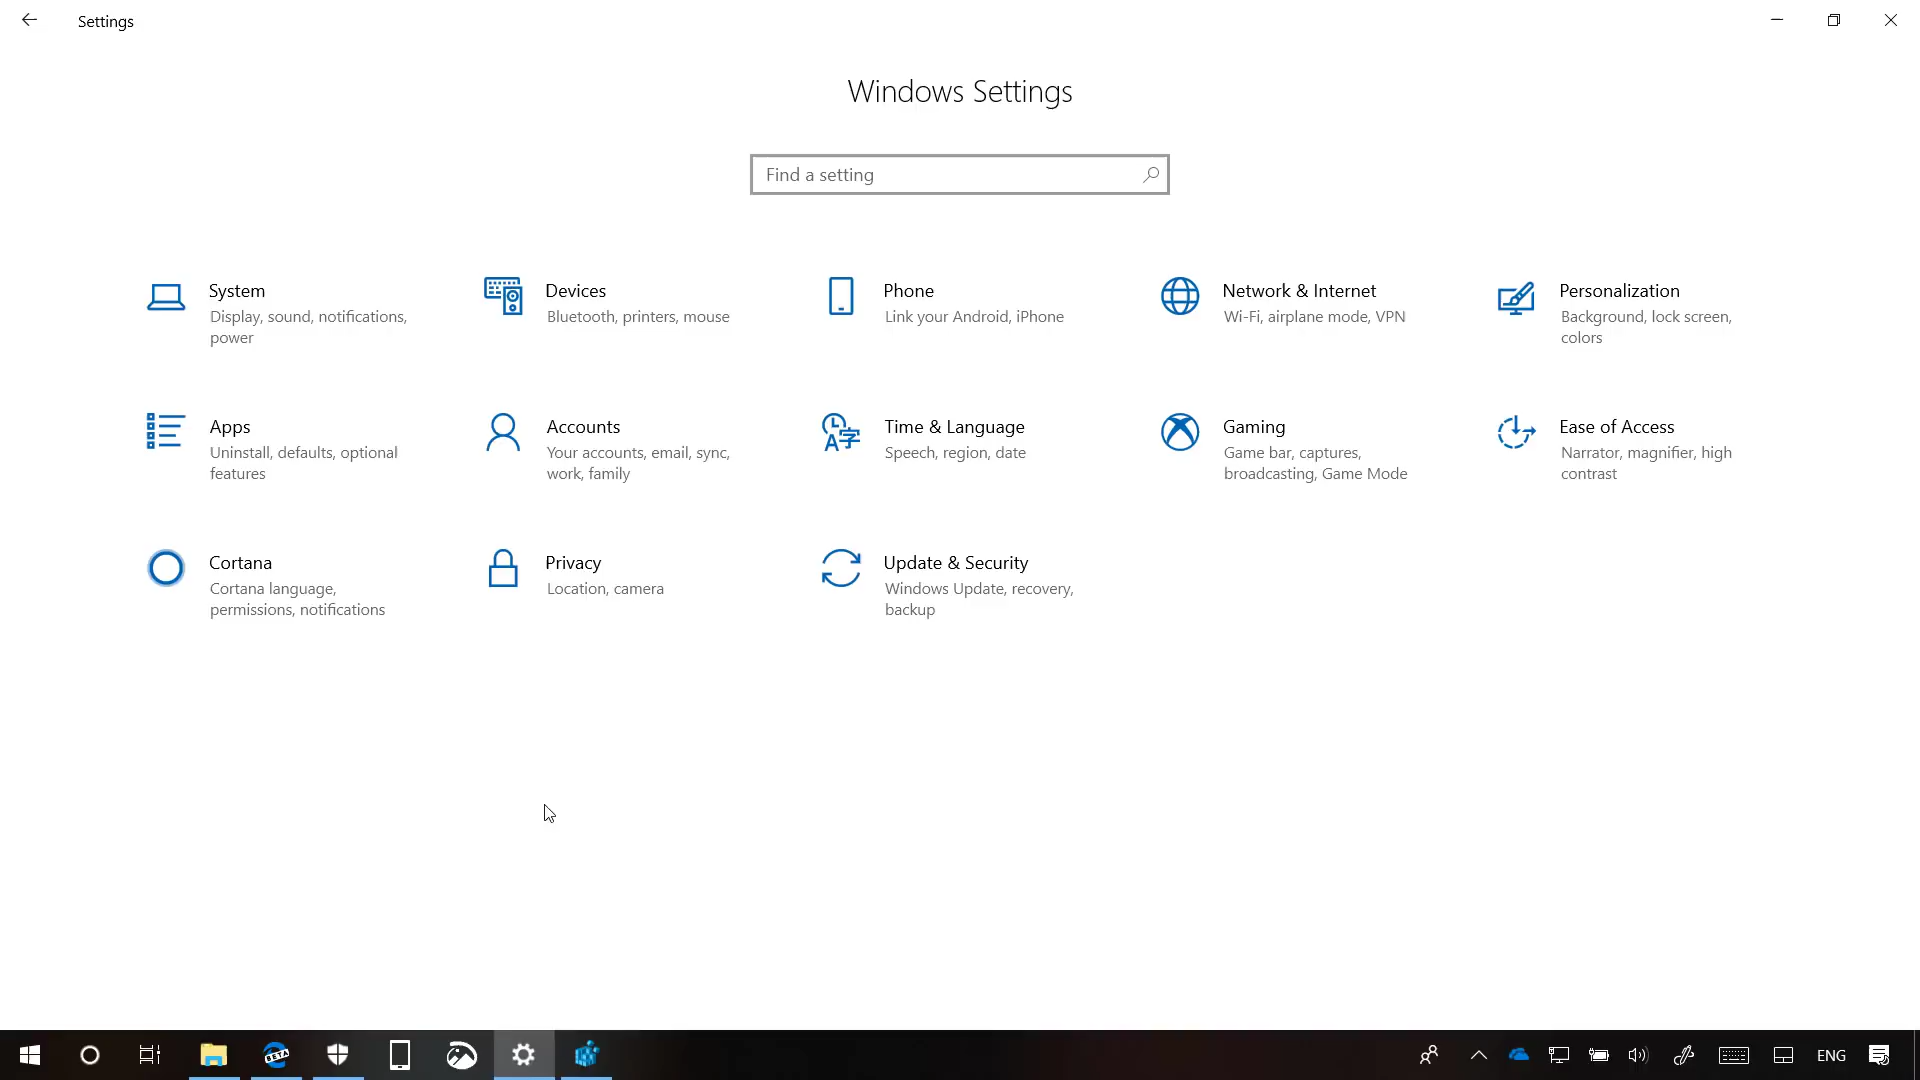 Settings
Windows Settings
Find a setting
System
Display, sound, notifications,
power
Devices
Bluetooth, printers, mouse
Phone
Link your Android, iPhone
Network & Internet
Wi-Fi, airplane mode, VPN
Personalization
Background, lock screen,
colors
Apps
Uninstall, defaults, optional
features
Accounts
Your accounts, email, sync,
work, family
Time & Language
Speech, region, date
Gaming
Game bar, captures,
broadcasting, Game Mode
Ease of Access
Narrator, magnifier, high
contrast
Cortana
Cortana language,
permissions, notifications
Privacy
Location, camera
Update & Security
Windows Update, recovery,
backup
BETA
ENG